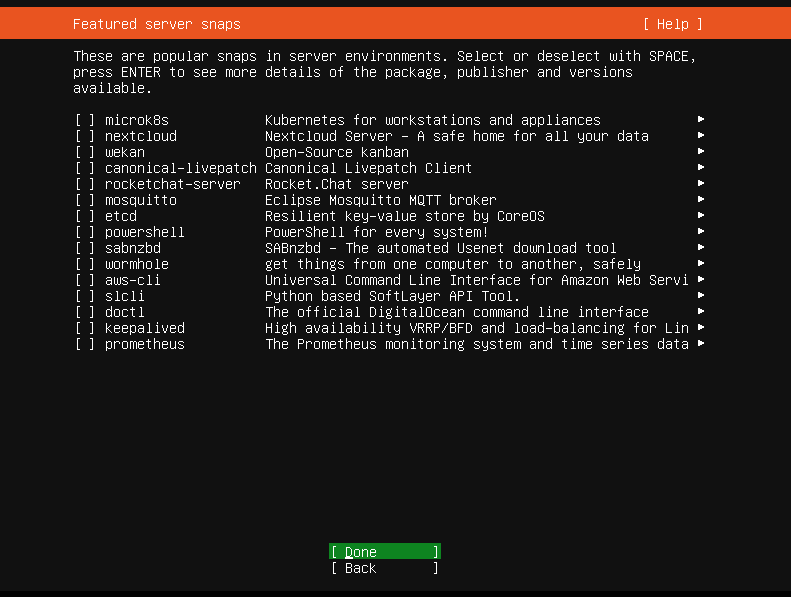 Featured server snaps [ Help ]
These are popular snaps in server environments. Select or deselect with SPACE,
press ENTER to see more details of the package, publisher and versions
available.
[ ] microk8s Kubernetes for workstations and appliances ▸
[ ] nextcloud Nextcloud Server - A safe home for all your data ▸
[ ] wekan Open-Source kanban ▸
[ ] canonical-livepatch Canonical Livepatch Client ▸
[ ] rocketchat-server Rocket.Chat server ▸
[ ] mosquitto Eclipse Mosquitto MQTT broker ▸
[ ] etcd Resilient key-value store by CoreOS ▸
[ ] powershell PowerShell for every system! ▸
[ ] sabnzbd SABnzbd - The automated Usenet download tool ▸
[ ] wormhole get things from one computer to another, safely ▸
[ ] aws-cli Universal Command Line Interface for Amazon Web Servi ▸
[ ] slcli Python based SoftLayer API Tool. ▸
[ ] doctl The official DigitalOcean command line interface ▸
[ ] keepalived High availability VRRP/BFD and load-balancing for Lin ▸
[ ] prometheus The Prometheus monitoring system and time series data ▸
[ Done ]
[ Back ]